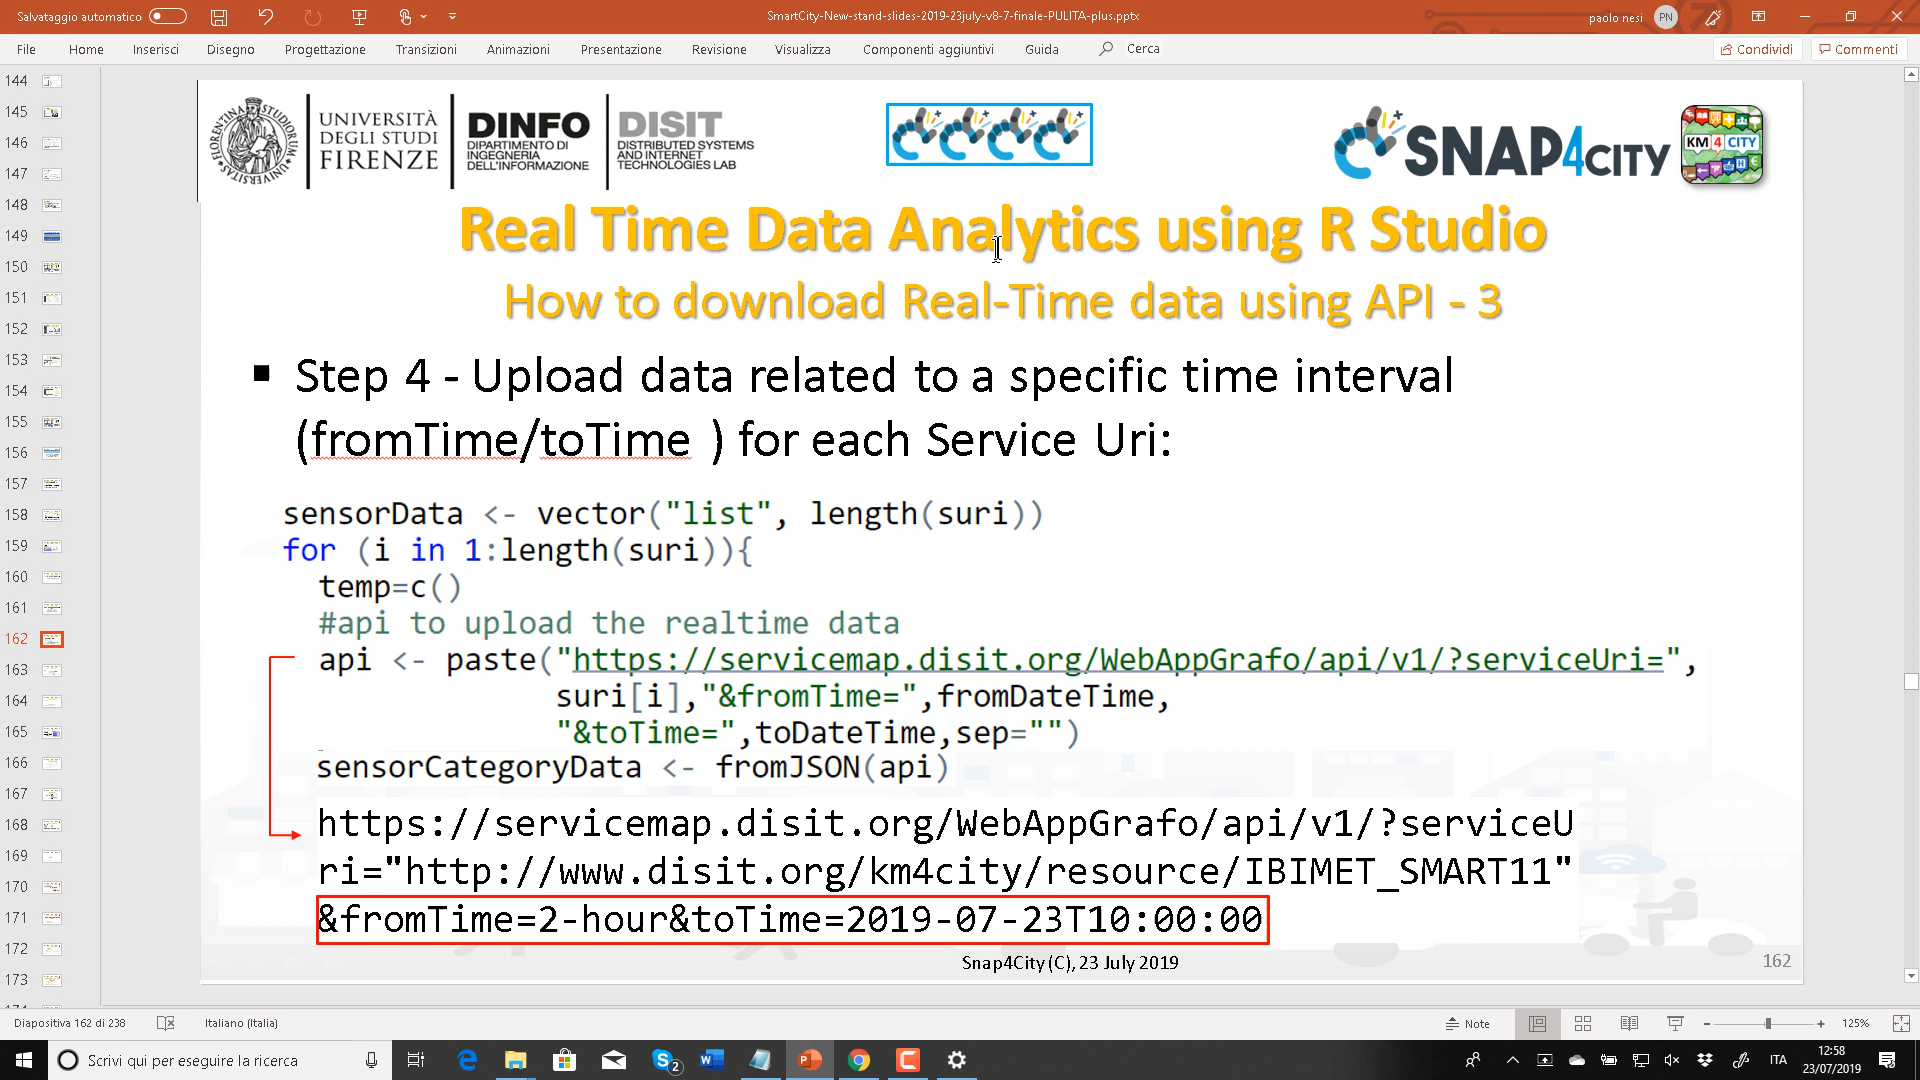 Salvataggio automatico
SmartCity-New-stand-slides-2019-23july-v8-7-finale-PULITA-plus.pptx
paolo nesi
PN
File Home Inserisci Disegno Progettazione Transizioni Animazioni Presentazione Revisione Visualizza Componenti aggiuntivi Guida Cerca
Condividi Commenti
144
145
146
147
148
149
150
151
152
153
154
155
156
157
158
159
160
161
162
163
164
165
166
167
168
169
170
171
172
173
UNIVERSITÀ
DEGLI STUDI
FIRENZE
DINFO
DIPARTIMENTO DI
INGEGNERIA
DELL'INFORMAZIONE
DISIT
DISTRIBUTED SYSTEMS
AND INTERNET
TECHNOLOGIES LAB
SNAP4CITY
KM 4 CITY
Real Time Data Analytics using R Studio
How to download Real-Time data using API - 3
▪ Step 4 - Upload data related to a specific time interval
(fromTime/toTime ) for each Service Uri:
sensorData <- vector("list", length(suri))
for (i in 1:length(suri)){
temp=c()
#api to upload the realtime data
api <- paste("https://servicemap.disit.org/WebAppGrafo/api/v1/?serviceUri=",
suri[i],"&fromTime=",fromDateTime,
"&toTime=",toDateTime,sep="")
sensorCategoryData <- fromJSON(api)
https://servicemap.disit.org/WebAppGrafo/api/v1/?serviceU
ri="http://www.disit.org/km4city/resource/IBIMET_SMART11"
&fromTime=2-hour&toTime=2019-07-23T10:00:00
Snap4City (C), 23 July 2019
162
Diapositiva 162 di 238
Italiano (Italia)
Note
125%
Scrivi qui per eseguire la ricerca
2
ITA
12:58
23/07/2019